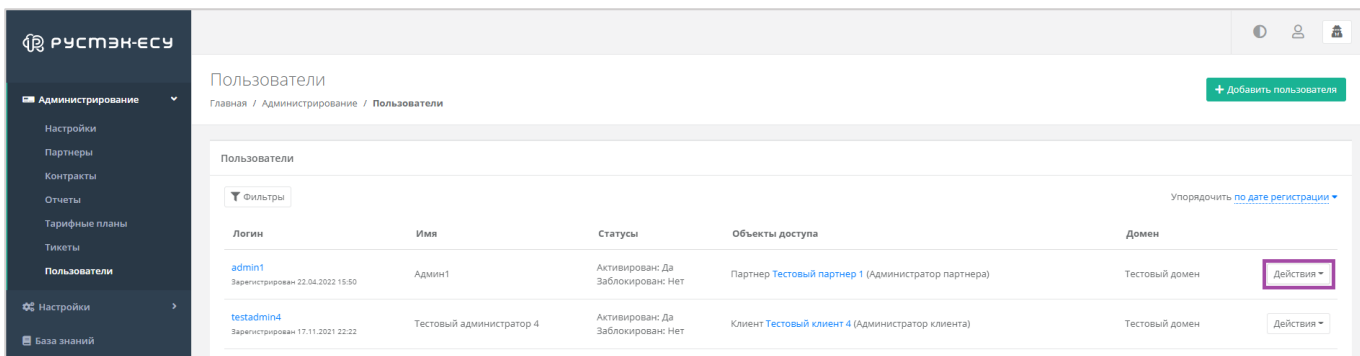 РУСТЭК-ЕСУ
Пользователи
Главная / Администрирование / Пользователи
+ Добавить пользователя
Администрирование
Настройки
Партнеры
Контракты
Отчеты
Тарифные планы
Тикеты
Пользователи
Настройки
База знаний
Пользователи
Фильтры
Упорядочить по дате регистрации
Логин Имя Статусы Объекты доступа Домен
admin1
Зарегистрирован 22.04.2022 15:50
Админ1
Активирован: Да
Заблокирован: Нет
Партнер Тестовый партнер 1 (Администратор партнера)
Тестовый домен
Действия
testadmin4
Зарегистрирован 17.11.2021 22:22
Тестовый администратор 4
Активирован: Да
Заблокирован: Нет
Клиент Тестовый клиент 4 (Администратор клиента)
Тестовый домен
Действия